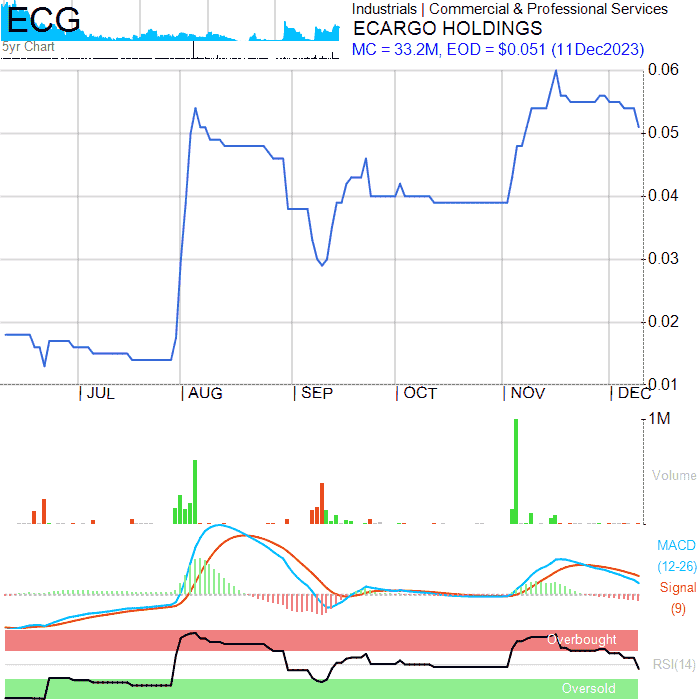 ECG
5yr Chart
Industrials | Commercial & Professional Services
ECARGO HOLDINGS
MC = 33.2M, EOD = $0.051 (11Dec2023)
0.06
0.05
0.04
0.03
0.02
0.01
JUL
AUG
SEP
OCT
NOV
DEC
1M
Volume
MACD
(12-26)
Signal
(9)
Overbought
RSI(14)
Oversold